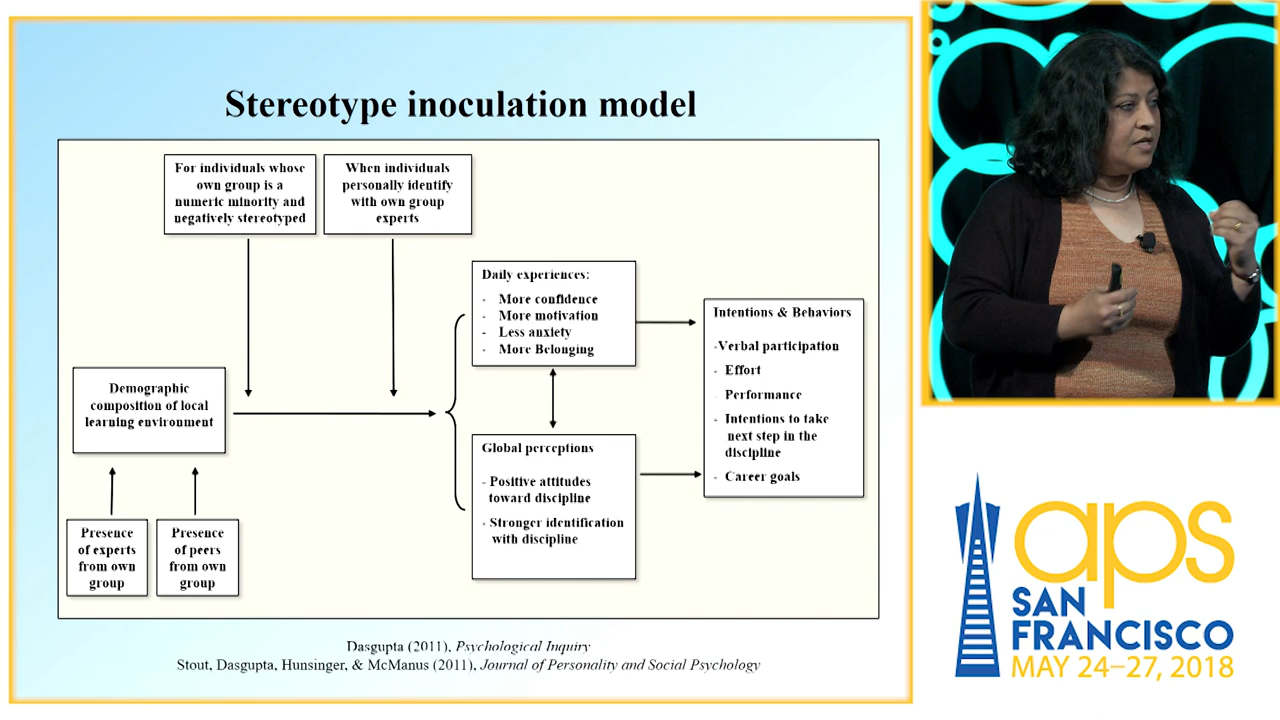 Stereotype inoculation model
For individuals whose
own group is a
numeric minority and
negatively stereotyped
When individuals
personally identify
with own group
experts
Daily experiences:
- More confidence
- More motivation
- Less anxiety
- More Belonging
Intentions & Behaviors
-Verbal participation
- Effort
- Performance
- Intentions to take
next step in the
discipline
- Career goals
Demographic
composition of local
learning environment
Global perceptions
- Positive attitudes
toward discipline
- Stronger identification
with discipline
Presence
of experts
from own
group
Presence
of peers
from own
group
Dasgupta (2011), Psychological Inquiry
Stout, Dasgupta, Hunsinger, & McManus (2011), Journal of Personality and Social Psychology
aps
SAN
FRANCISCO
MAY 24–27, 2018